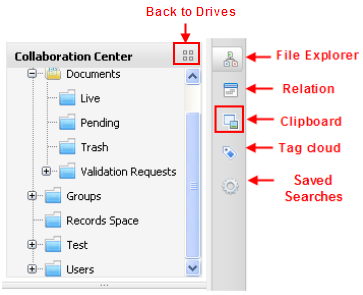 Back to Drives
Collaboration Center
Documents
Live
Pending
Trash
Validation Requests
Groups
Records Space
Test
Users
File Explorer
Relation
Clipboard
Tag cloud
Saved
Searches